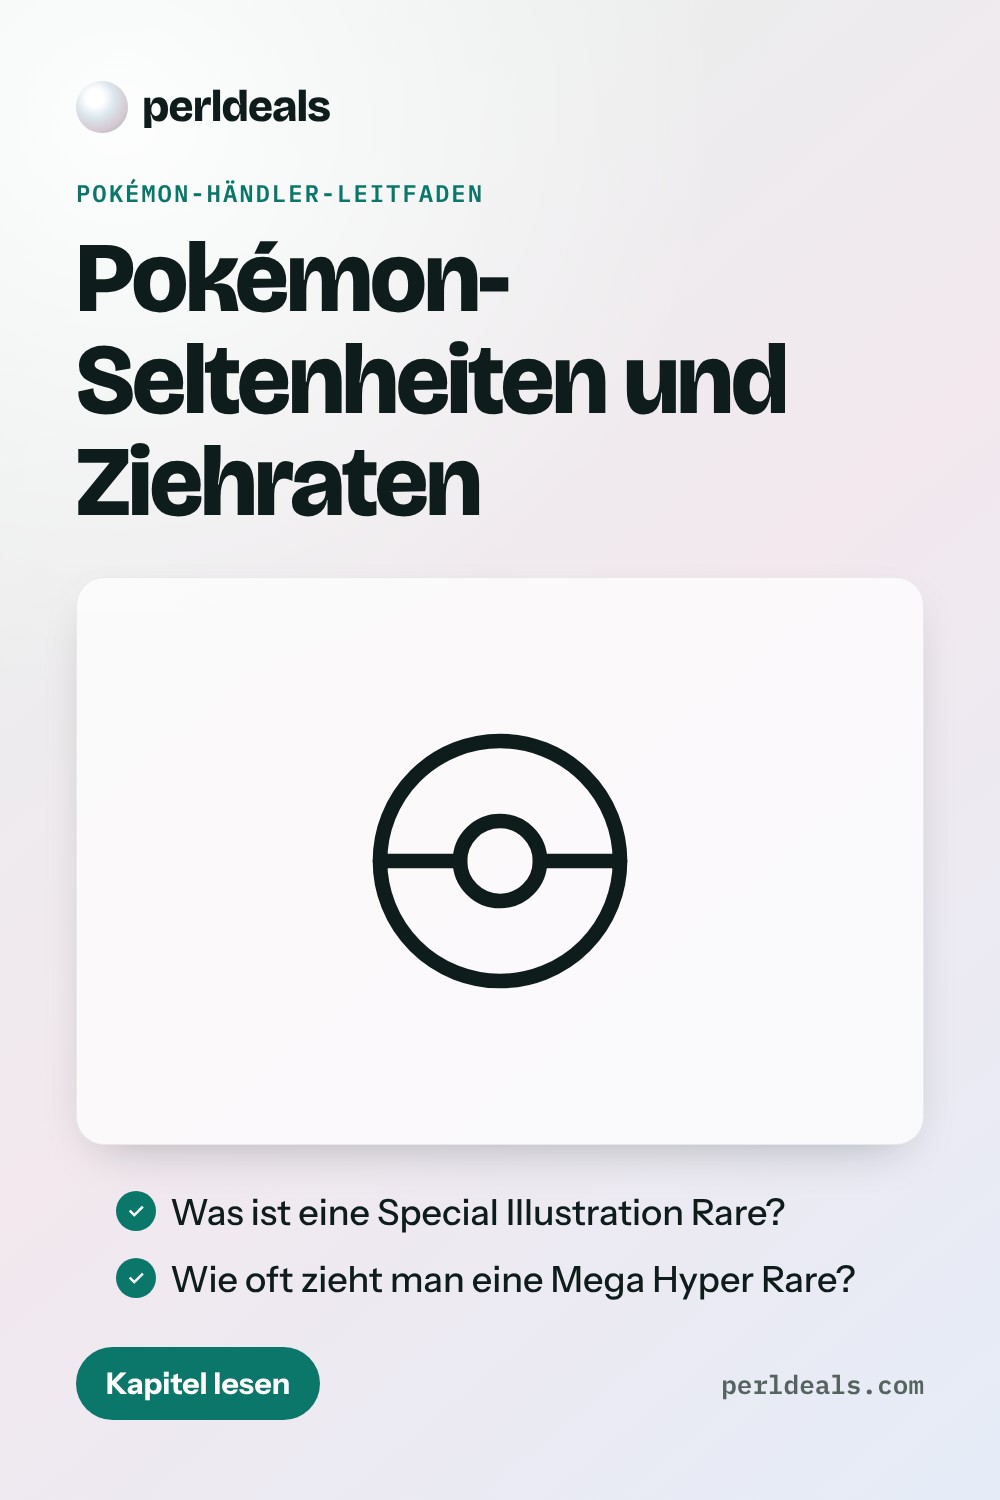 perldeals
POKÉMON-HÄNDLER-LEITFADEN
Pokémon-
Seltenheiten und
Ziehraten
Was ist eine Special Illustration Rare?
Wie oft zieht man eine Mega Hyper Rare?
Kapitel lesen
perldeals.com